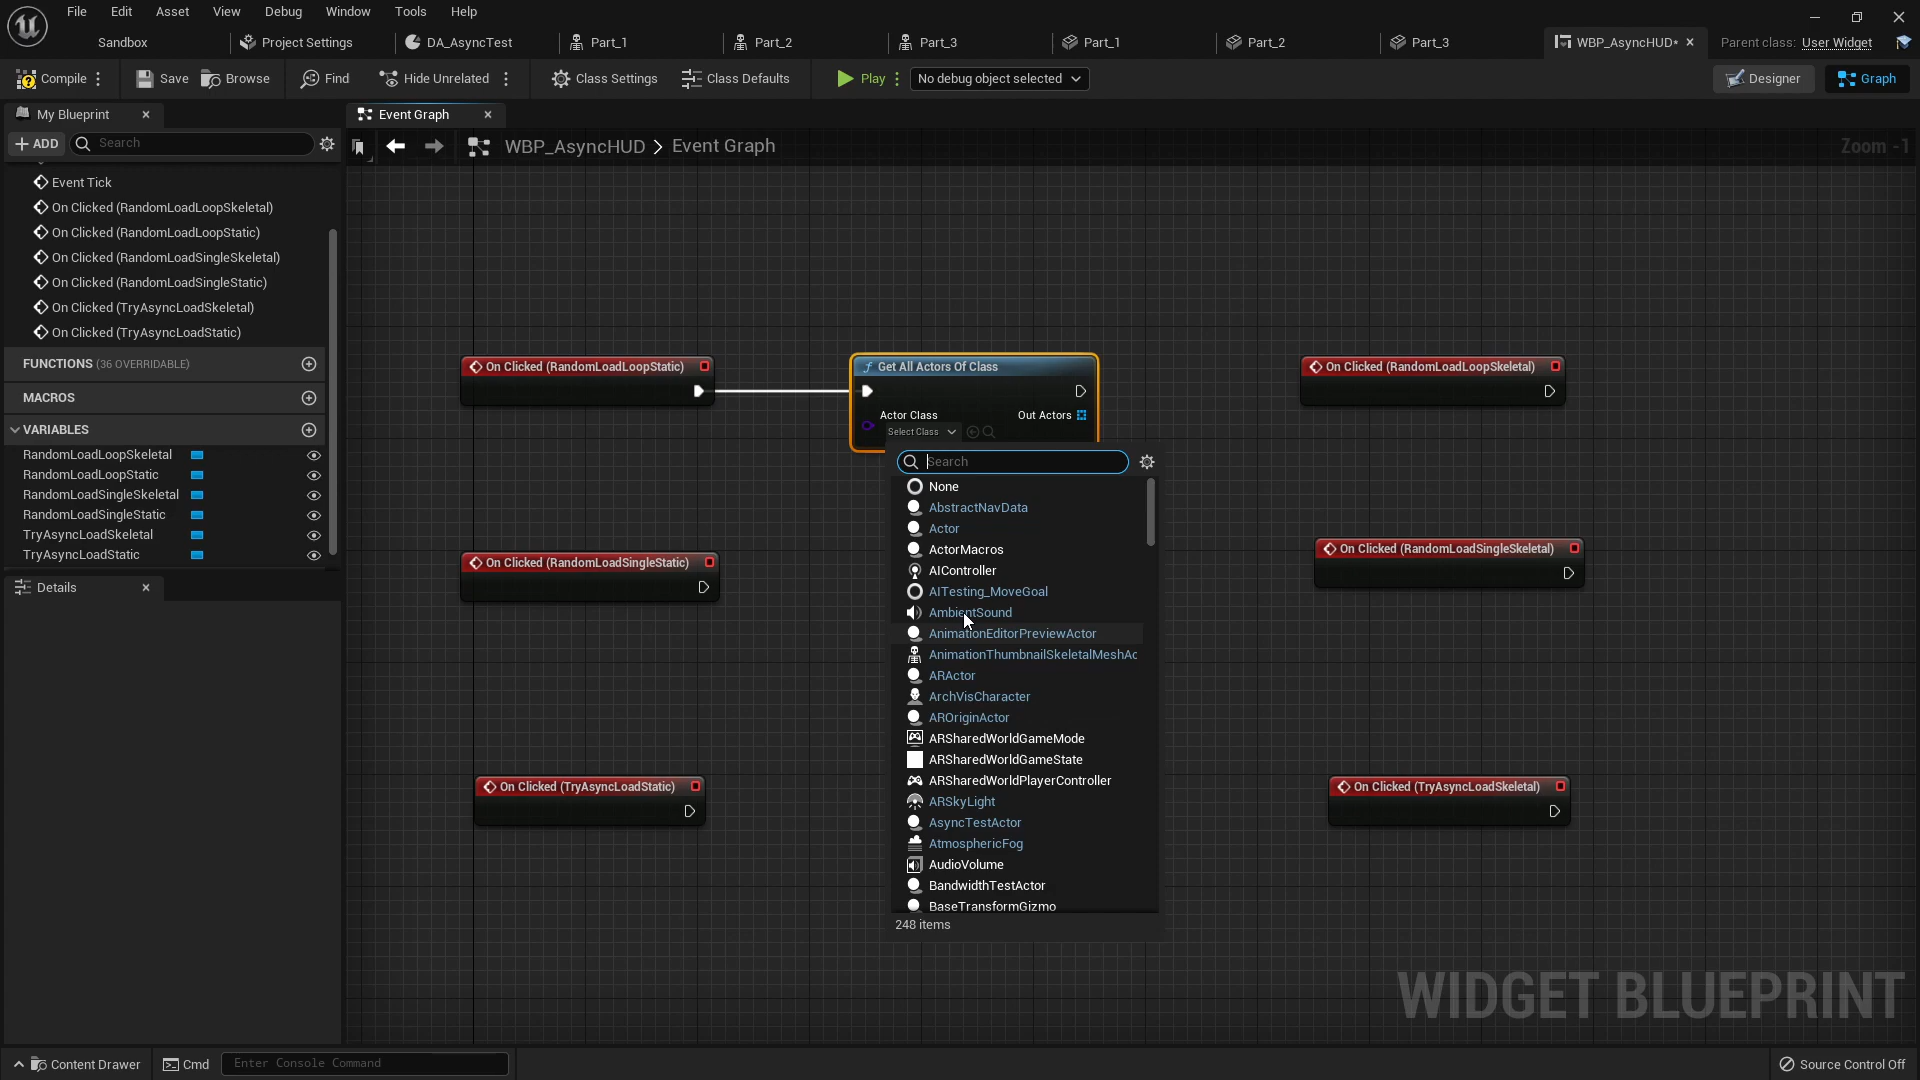 File Edit Asset View Debug Window Tools Help
Sandbox Project Settings DA_AsyncTest Part_1 Part_2 Part_3 Part_1 Part_2 Part_3 WBP_AsyncHUD* Parent class: User Widget
Compile Save Browse Find Hide Unrelated Class Settings Class Defaults Play No debug object selected Designer Graph
My Blueprint Event Graph
ADD Search WBP_AsyncHUD > Event Graph Zoom -1
Event Tick
On Clicked (RandomLoadLoopSkeletal)
On Clicked (RandomLoadLoopStatic)
On Clicked (RandomLoadSingleSkeletal)
On Clicked (RandomLoadSingleStatic)
On Clicked (TryAsyncLoadSkeletal)
On Clicked (TryAsyncLoadStatic)
FUNCTIONS (36 OVERRIDABLE)
MACROS
VARIABLES
RandomLoadLoopSkeletal
RandomLoadLoopStatic
RandomLoadSingleSkeletal
RandomLoadSingleStatic
TryAsyncLoadSkeletal
TryAsyncLoadStatic
Details
On Clicked (RandomLoadLoopStatic)
Get All Actors Of Class
Actor Class Out Actors
Select Class
On Clicked (RandomLoadLoopSkeletal)
Search
None
AbstractNavData
Actor
ActorMacros
AIController
AITesting_MoveGoal
AmbientSound
AnimationEditorPreviewActor
AnimationThumbnailSkeletalMeshAc
ARActor
ArchVisCharacter
AROriginActor
ARSharedWorldGameMode
ARSharedWorldGameState
ARSharedWorldPlayerController
ARSkyLight
AsyncTestActor
AtmosphericFog
AudioVolume
BandwidthTestActor
BaseTransformGizmo
248 items
On Clicked (RandomLoadSingleStatic)
On Clicked (RandomLoadSingleSkeletal)
On Clicked (TryAsyncLoadStatic)
On Clicked (TryAsyncLoadSkeletal)
WIDGET BLUEPRINT
Content Drawer Cmd Enter Console Command Source Control Off